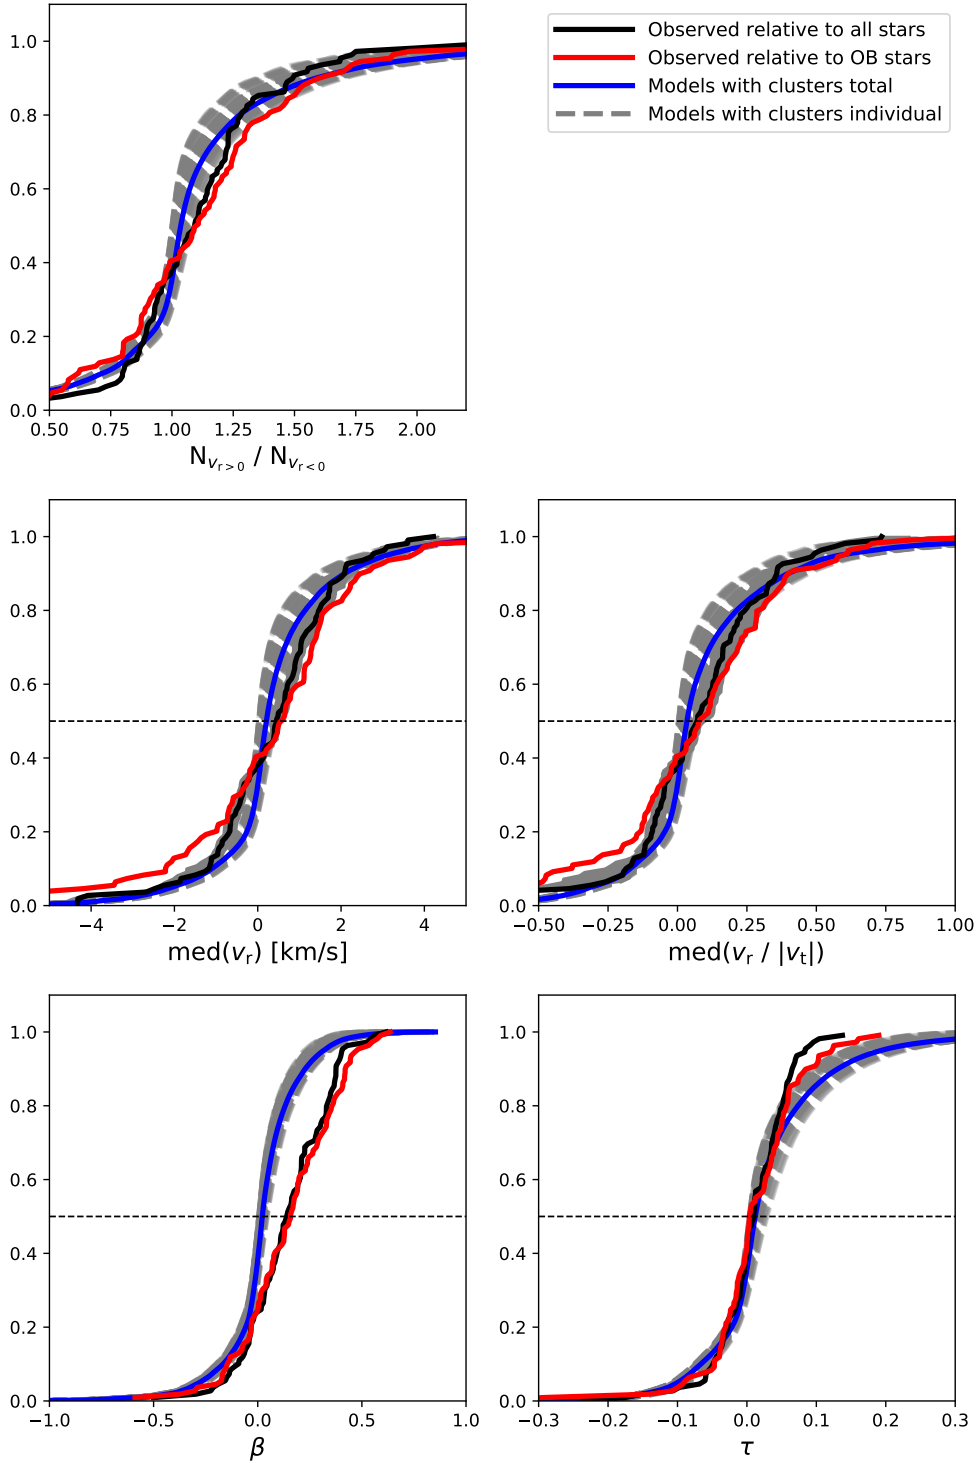 1.0
0.8
0.6
0.4
0.2
0.0
0.50 0.75 1.00 1.25 1.50 1.75 2.00
N_{v_{r>0}} / N_{v_{r<0}}
Observed relative to all stars
Observed relative to OB stars
Models with clusters total
Models with clusters individual
1.0
0.8
0.6
0.4
0.2
0.0
−4 −2 0 2 4
med(v_r) [km/s]
1.0
0.8
0.6
0.4
0.2
0.0
−0.50 −0.25 0.00 0.25 0.50 0.75 1.00
med(v_r / |v_t|)
1.0
0.8
0.6
0.4
0.2
0.0
−1.0 −0.5 0.0 0.5 1.0
β
1.0
0.8
0.6
0.4
0.2
0.0
−0.3 −0.2 −0.1 0.0 0.1 0.2 0.3
τ